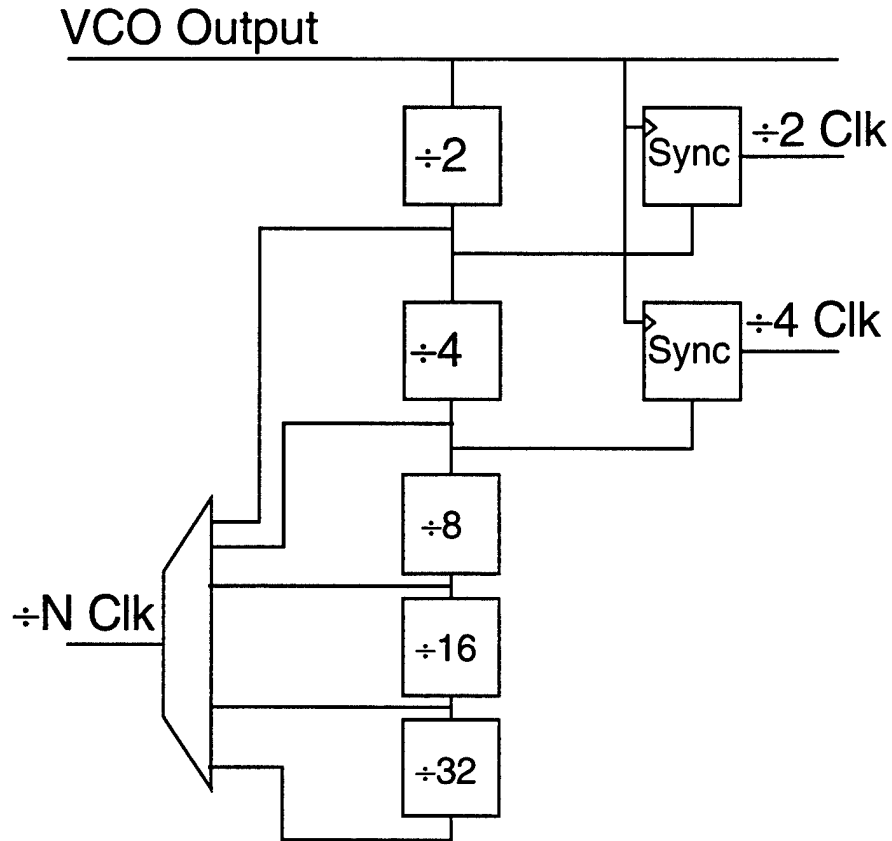 VCO Output
÷2
Sync
÷2 Clk
÷4
Sync
÷4 Clk
÷8
÷N Clk
÷16
÷32